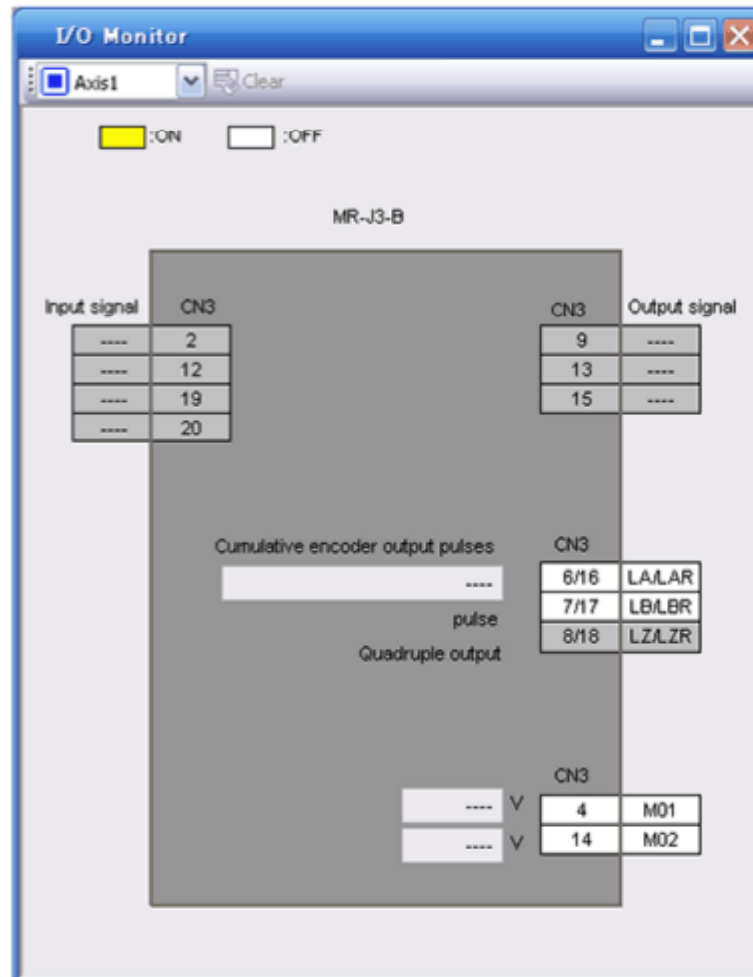 I/O Monitor
Axis1 Clear
:ON :OFF
MR-J3-B
Input signal CN3 CN3 Output signal
---- 2 9 ----
---- 12 13 ----
---- 19 15 ----
---- 20
Cumulative encoder output pulses CN3
---- 6/16 LA/LAR
7/17 LB/LBR
pulse
8/18 LZ/LZR
Quadruple output
CN3
---- V 4 M01
---- V 14 M02